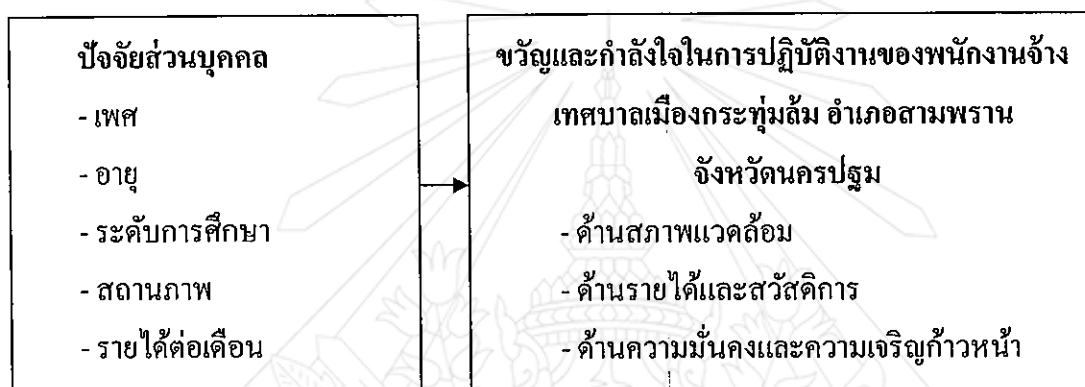 ปัจจัยส่วนบุคคล
- เพศ
- อายุ
- ระดับการศึกษา
- สถานภาพ
- รายได้ต่อเดือน
ขวัญและกำลังใจในการปฏิบัติงานของพนักงานจ้าง
เทศบาลเมืองกระทุ่มล้ม อำเภอสามพราน
จังหวัดนครปฐม
- ด้านสภาพแวดล้อม
- ด้านรายได้และสวัสดิการ
- ด้านความมั่นคงและความเจริญก้าวหน้า